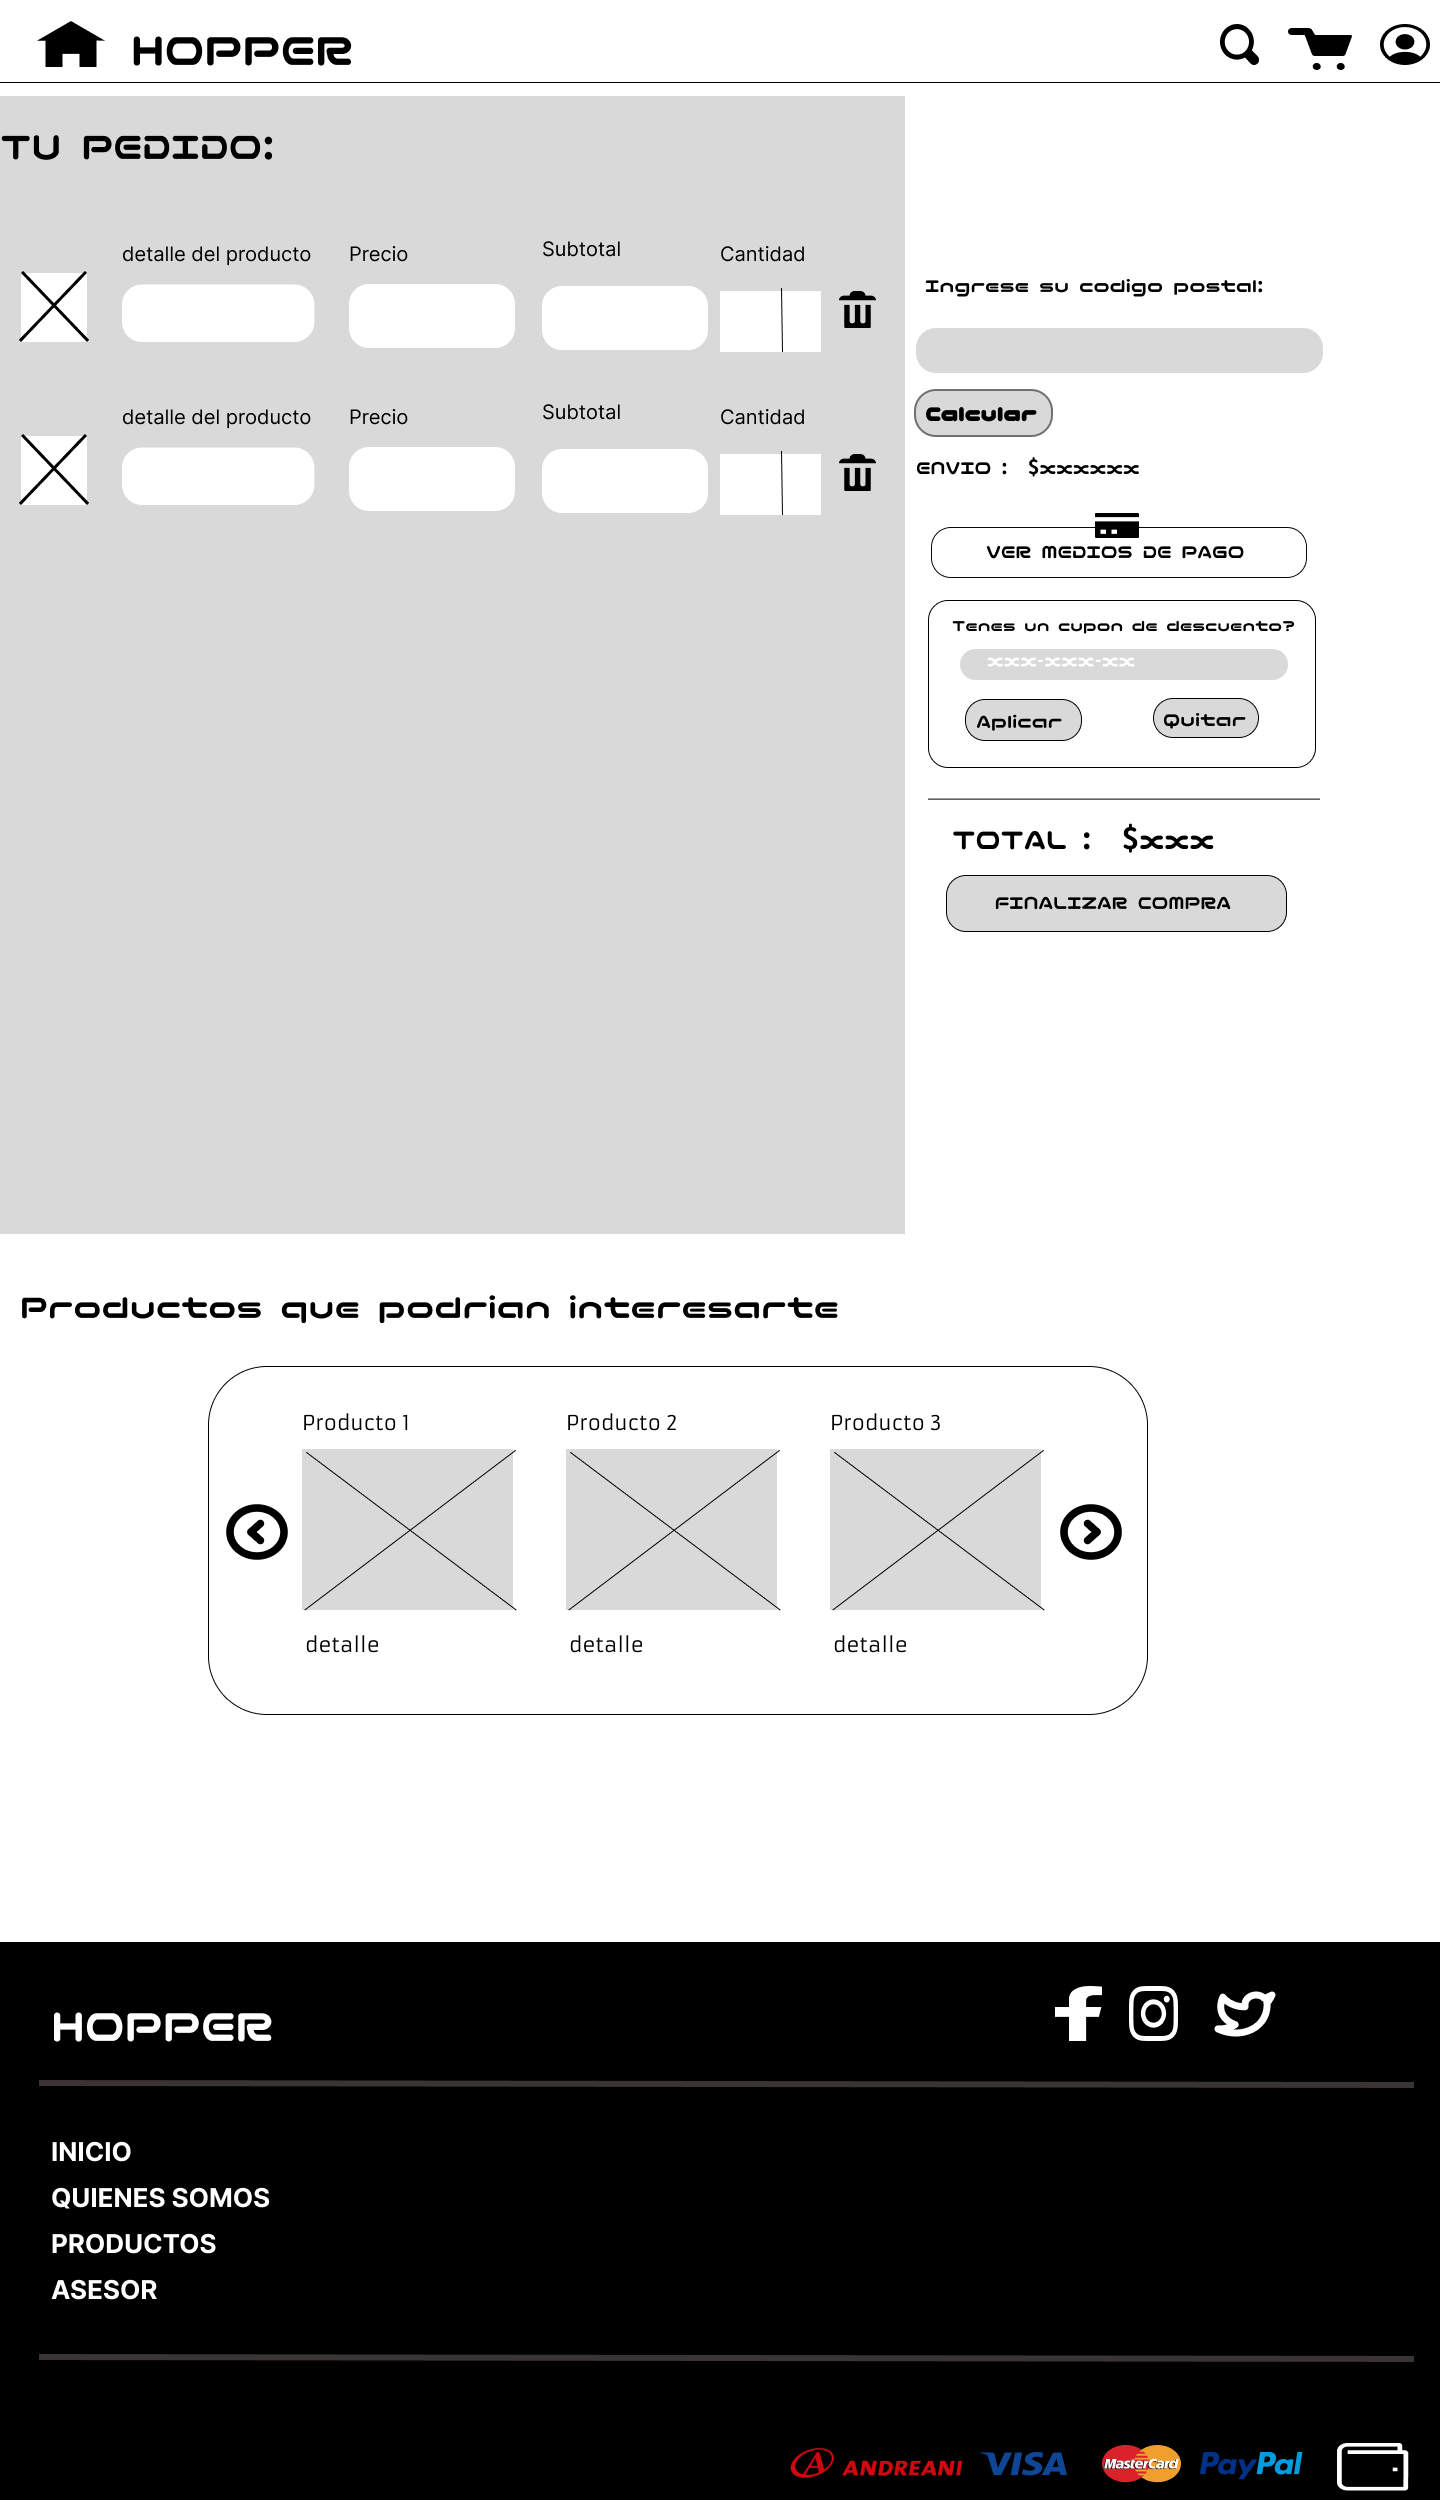 HOPPER
TU PEDIDO:
detalle del producto Precio Subtotal Cantidad
detalle del producto Precio Subtotal Cantidad
Ingrese su codigo postal:
Calcular
ENVIO : $xxxxxx
VER MEDIOS DE PAGO
Tenes un cupon de descuento?
xxx-xxx-xx
Aplicar Quitar
TOTAL : $xxx
FINALIZAR COMPRA
Productos que podrian interesarte
Producto 1 Producto 2 Producto 3
detalle detalle detalle
HOPPER
INICIO
QUIENES SOMOS
PRODUCTOS
ASESOR
ANDREANI VISA MasterCard PayPal